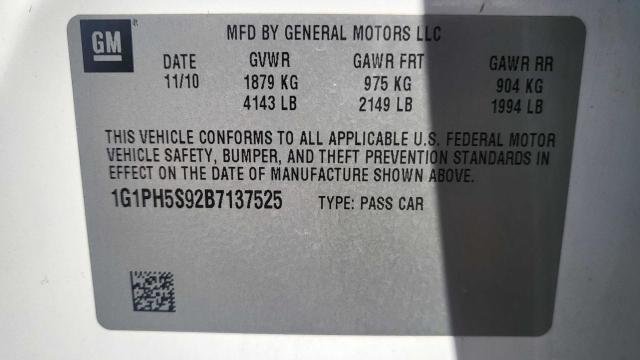 GM
MFD BY GENERAL MOTORS LLC
DATE GVWR GAWR FRT GAWR RR
11/10 1879 KG 975 KG 904 KG
4143 LB 2149 LB 1994 LB
THIS VEHICLE CONFORMS TO ALL APPLICABLE U.S. FEDERAL MOTOR
VEHICLE SAFETY, BUMPER, AND THEFT PREVENTION STANDARDS IN
EFFECT ON THE DATE OF MANUFACTURE SHOWN ABOVE.
1G1PH5S92B7137525 TYPE: PASS CAR